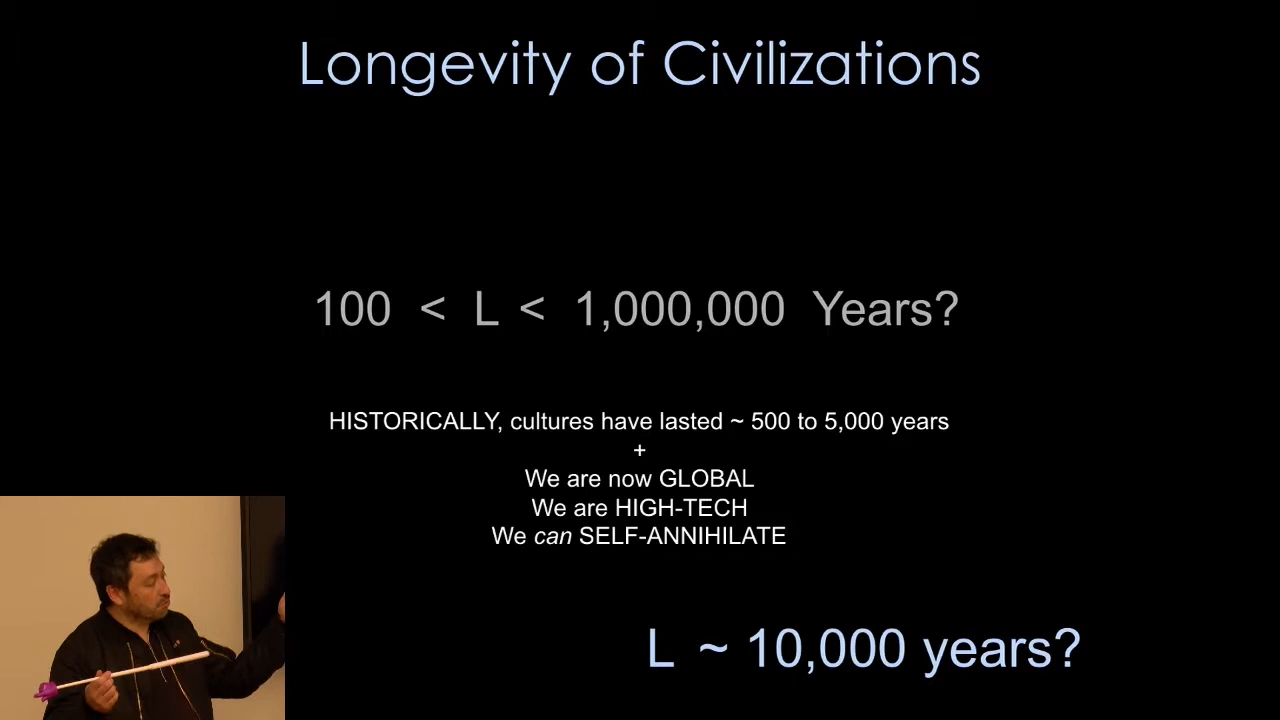 Longevity of Civilizations
100 < L < 1,000,000 Years?
HISTORICALLY, cultures have lasted ~ 500 to 5,000 years
+
We are now GLOBAL
We are HIGH-TECH
We can SELF-ANNIHILATE
L ~ 10,000 years?